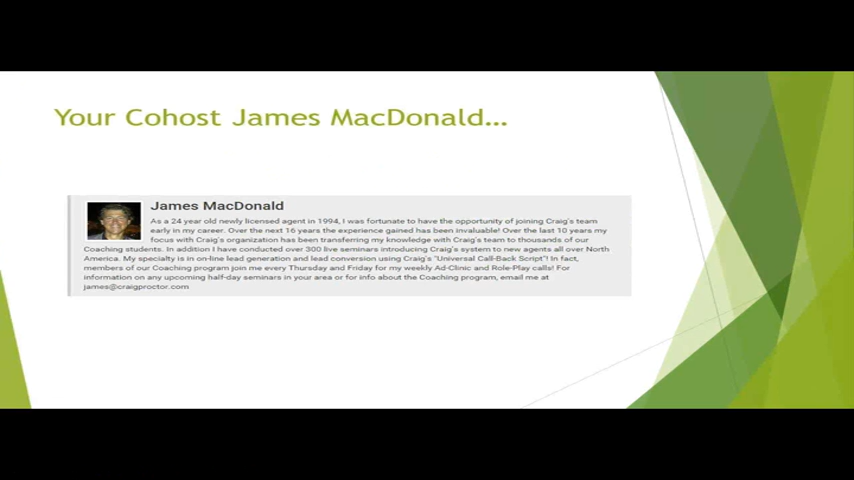 Your Cohost James MacDonald...
James MacDonald
As a 24 year old newly licensed agent in 1994, I was fortunate to have the opportunity of joining Craig's team
early in my career. Over the next 16 years the experience gained has been invaluable! Over the last 10 years my
focus with Craig's organization has been transferring my knowledge with Craig's team to thousands of our
Coaching students. In addition I have conducted over 300 live seminars introducing Craig's system to new agents all over North
America. My specialty is in on-line lead generation and lead conversion using Craig's "Universal Call-Back Script"! In fact,
members of our Coaching program join me every Thursday and Friday for my weekly Ad-Clinic and Role-Play calls! For
information on any upcoming half-day seminars in your area or for info about the Coaching program, email me at
james@craigproctor.com